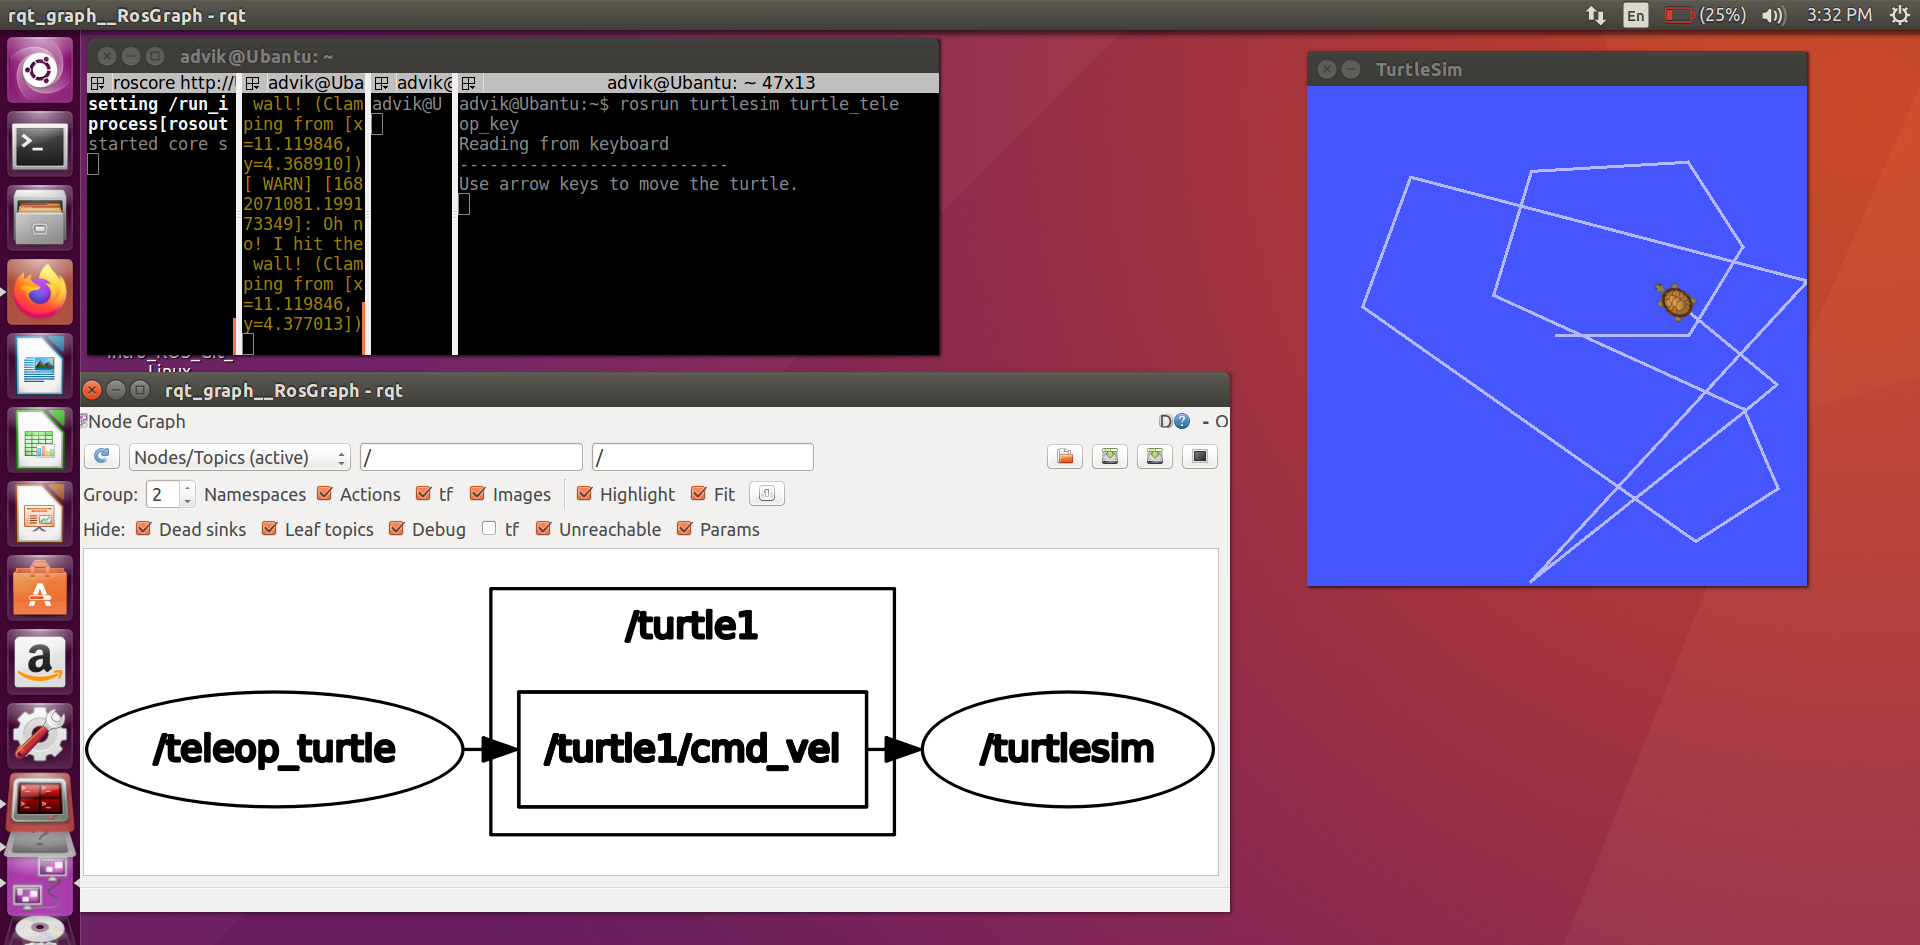 rqt_graph__RosGraph - rqt
En
(25%)
3:32 PM
advik@Ubantu: ~
roscore http://
setting /run_i
process[rosout
started core s
advik@Uba
wall! (Clam
ping from [x
=11.119846,
y=4.368910])
[ WARN] [168
2071081.1991
73349]: Oh n
o! I hit the
wall! (Clam
ping from [x
=11.119846,
y=4.377013])
advik@
advik@U
advik@Ubantu: ~ 47x13
advik@Ubantu:~$ rosrun turtlesim turtle_tele
op_key
Reading from keyboard
---------------------------
Use arrow keys to move the turtle.
TurtleSim
Linux
rqt_graph__RosGraph - rqt
Node Graph
D
- O
Nodes/Topics (active)
/
/
Group: 2 Namespaces Actions tf Images Highlight Fit
Hide: Dead sinks Leaf topics Debug tf Unreachable Params
/turtle1
/teleop_turtle
/turtle1/cmd_vel
/turtlesim